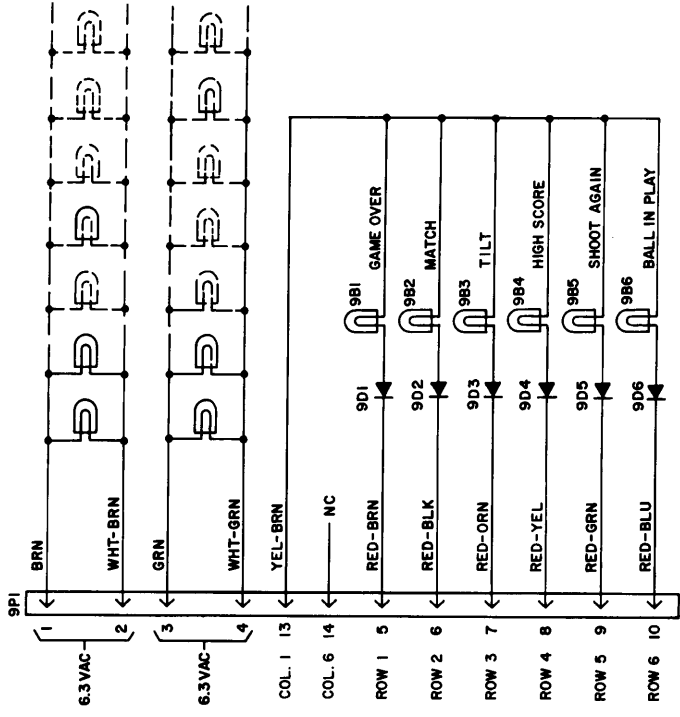 9P1
6.3 VAC
1
BRN
2
WHT-BRN
6.3 VAC
3
GRN
4
WHT-GRN
COL. 1 13
YEL-BRN
COL. 6 14
NC
ROW 1 5
RED-BRN
9D1
9B1
GAME OVER
ROW 2 6
RED-BLK
9D2
9B2
MATCH
ROW 3 7
RED-ORN
9D3
9B3
TILT
ROW 4 8
RED-YEL
9D4
9B4
HIGH SCORE
ROW 5 9
RED-GRN
9D5
9B5
SHOOT AGAIN
ROW 6 10
RED-BLU
9D6
9B6
BALL IN PLAY